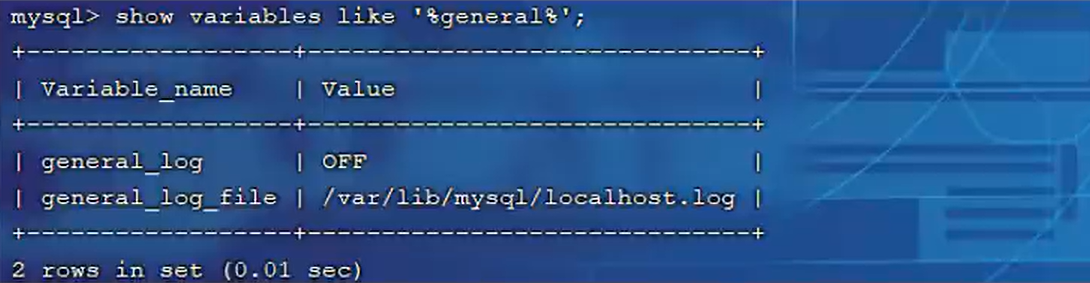 mysql> show variables like '%general%';
+------------------+------------------------------+
| Variable_name    | Value                        |
+------------------+------------------------------+
| general_log      | OFF                          |
| general_log_file | /var/lib/mysql/localhost.log |
+------------------+------------------------------+
2 rows in set (0.01 sec)